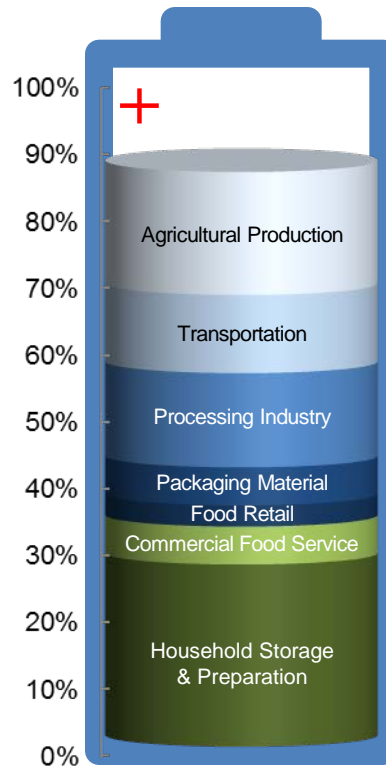 100%
90%
80%
Agricultural Production
70%
Transportation
60%
50%
Processing Industry
40%
Packaging Material
Food Retail
Commercial Food Service
30%
20%
Household Storage
& Preparation
10%
0%